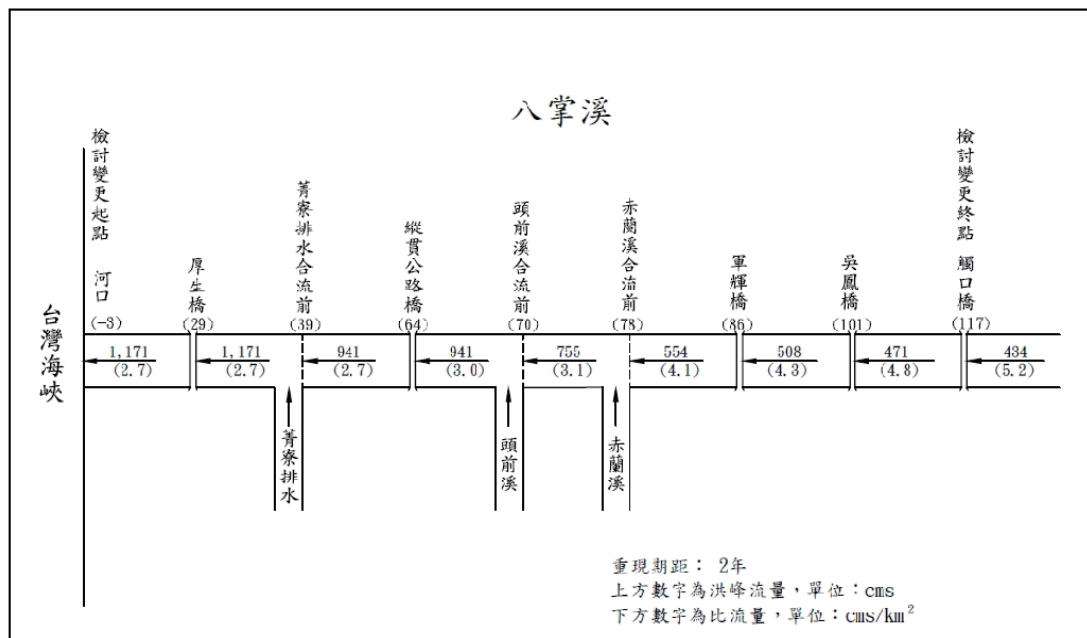 八掌溪
檢討變更起點 河口
(-3)
厚生橋
(29)
菁寮排水合流前
(39)
縱貫公路橋
(64)
頭前溪合流前
(70)
赤蘭溪合流前
(78)
軍輝橋
(86)
吳鳳橋
(101)
檢討變更終點 觸口橋
(117)
台灣海峽
1,171
(2.7)
1,171
(2.7)
941
(2.7)
941
(3.0)
755
(3.1)
554
(4.1)
508
(4.3)
471
(4.8)
434
(5.2)
菁寮排水
頭前溪
赤蘭溪
重現期距： 2年
上方數字為洪峰流量，單位：cms
下方數字為比流量，單位：cms/km²